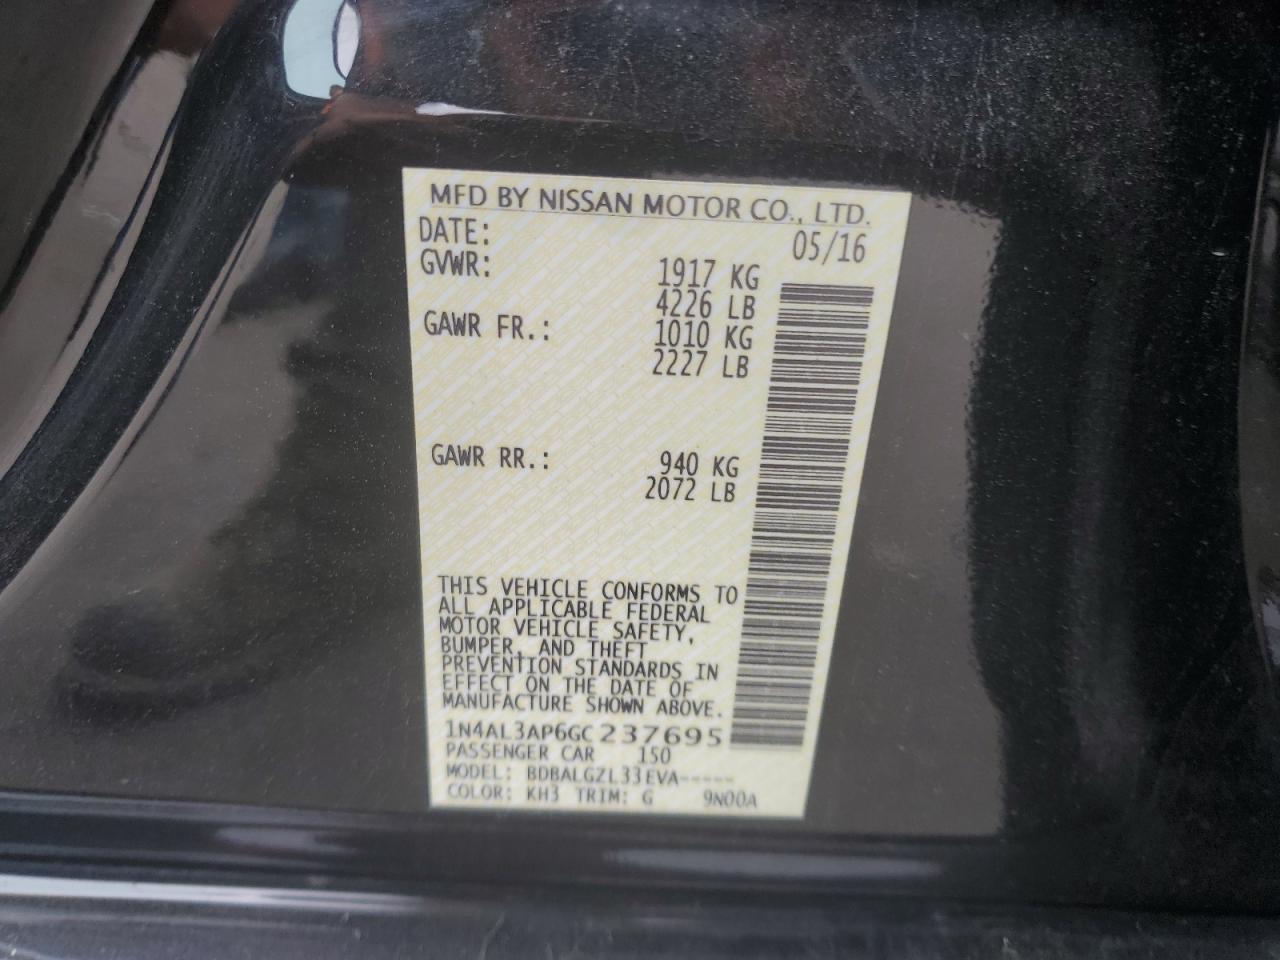 MFD BY NISSAN MOTOR CO., LTD.
DATE: 05/16
GVWR: 1917 KG
4226 LB
GAWR FR.: 1010 KG
2227 LB
GAWR RR.: 940 KG
2072 LB
THIS VEHICLE CONFORMS TO
ALL APPLICABLE FEDERAL
MOTOR VEHICLE SAFETY,
BUMPER, AND THEFT
PREVENTION STANDARDS IN
EFFECT ON THE DATE OF
MANUFACTURE SHOWN ABOVE.
1N4AL3AP6GC237695
PASSENGER CAR 150
MODEL: BDBALGZL33EVA-----
COLOR: KH3 TRIM: G 9N00A